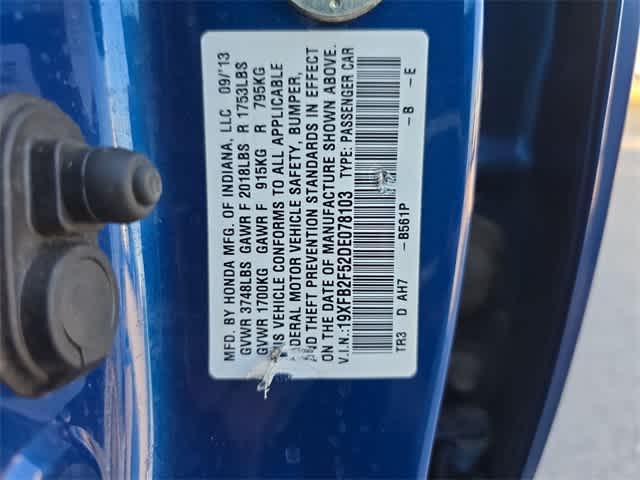 MFD. BY HONDA MFG. OF INDIANA, LLC 09/'13
GVWR 3748LBS GAWR F 2018LBS R 1753LBS
GVWR 1700KG GAWR F 915KG R 795KG
IS VEHICLE CONFORMS TO ALL APPLICABLE
DERAL MOTOR VEHICLE SAFETY, BUMPER,
ND THEFT PREVENTION STANDARDS IN EFFECT
ON THE DATE OF MANUFACTURE SHOWN ABOVE.
V.I.N.:19XFB2F52DE078103 TYPE: PASSENGER CAR
TR3 D AH7 -B561P -B -E